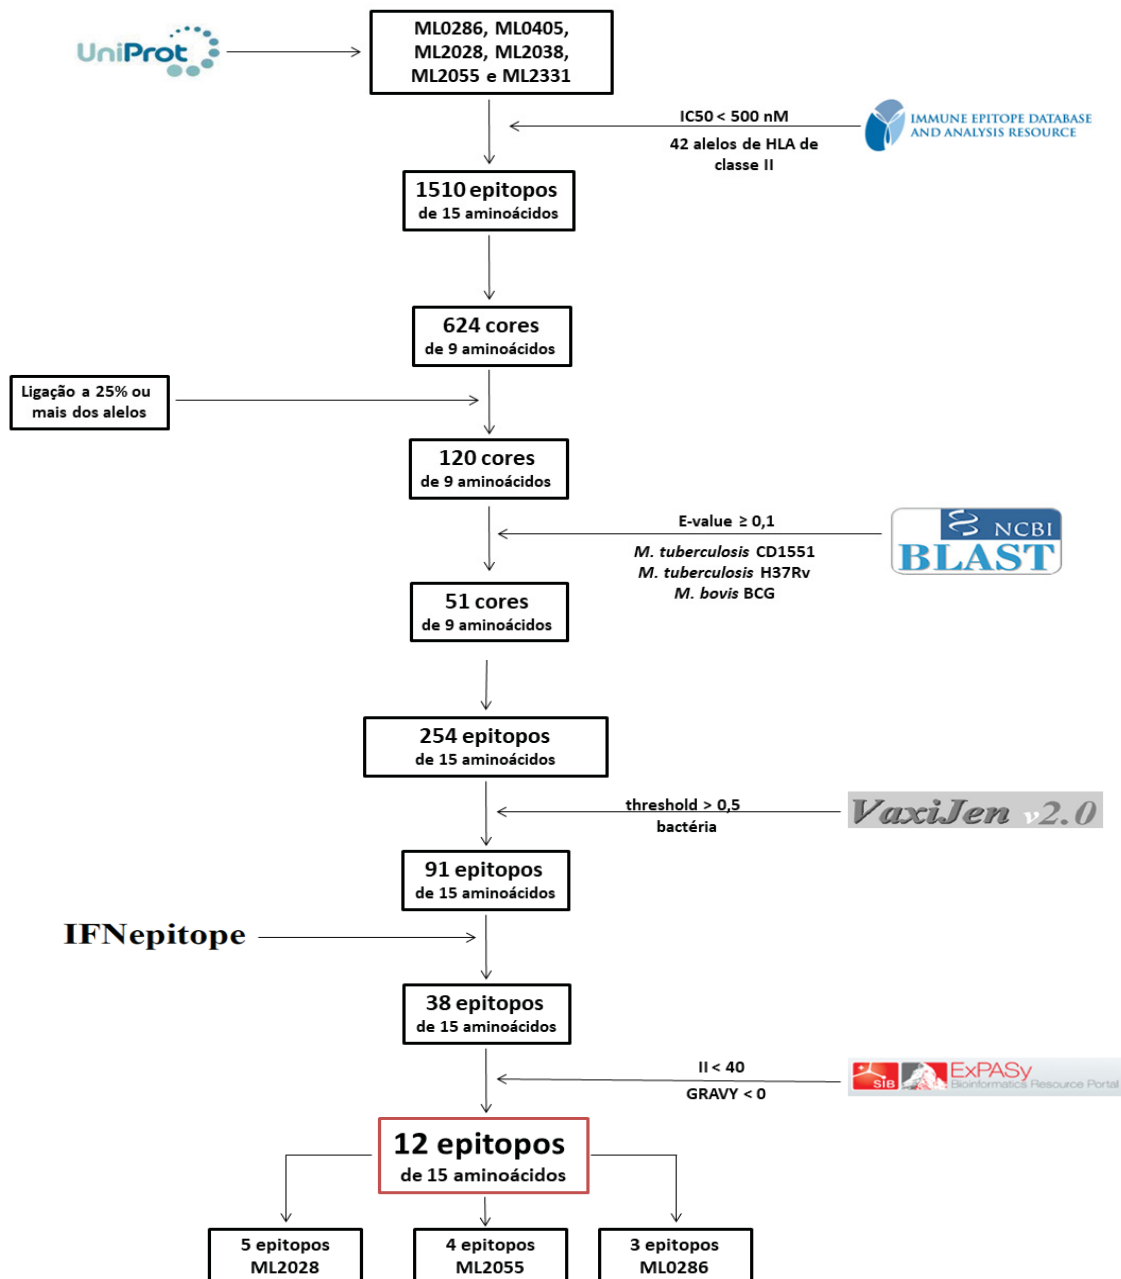 UniProt
ML0286, ML0405,
ML2028, ML2038,
ML2055 e ML2331
IC50 < 500 nM
42 alelos de HLA de
classe II
IMMUNE EPITOPE DATABASE
AND ANALYSIS RESOURCE
1510 epitopos
de 15 aminoácidos
624 cores
de 9 aminoácidos
Ligação a 25% ou
mais dos alelos
120 cores
de 9 aminoácidos
E-value ≥ 0,1
M. tuberculosis CD1551
M. tuberculosis H37Rv
M. bovis BCG
NCBI
BLAST
51 cores
de 9 aminoácidos
254 epitopos
de 15 aminoácidos
threshold > 0,5
bactéria
VaxiJen v2.0
91 epitopos
de 15 aminoácidos
IFNepitope
38 epitopos
de 15 aminoácidos
II < 40
GRAVY < 0
SIB
ExPASy
Bioinformatics Resource Portal
12 epitopos
de 15 aminoácidos
5 epitopos
ML2028
4 epitopos
ML2055
3 epitopos
ML0286